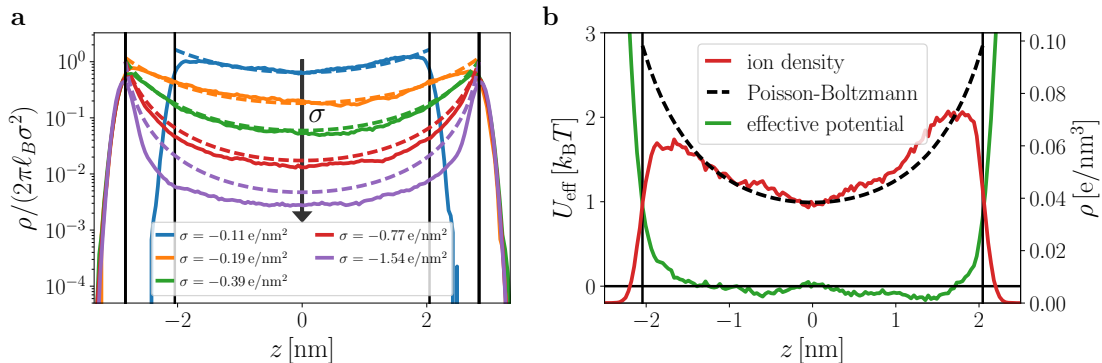 a
10⁰
10⁻¹
10⁻²
10⁻³
10⁻⁴
ρ/(2πℓ_Bσ²)
σ
σ = −0.11 e/nm²
σ = −0.19 e/nm²
σ = −0.39 e/nm²
σ = −0.77 e/nm²
σ = −1.54 e/nm²
−2
0
2
z [nm]
b
3
2
1
0
U_eff [k_BT]
ion density
Poisson-Boltzmann
effective potential
0.10
0.08
0.06
0.04
0.02
0.00
ρ [e/nm³]
−2
−1
0
1
2
z [nm]